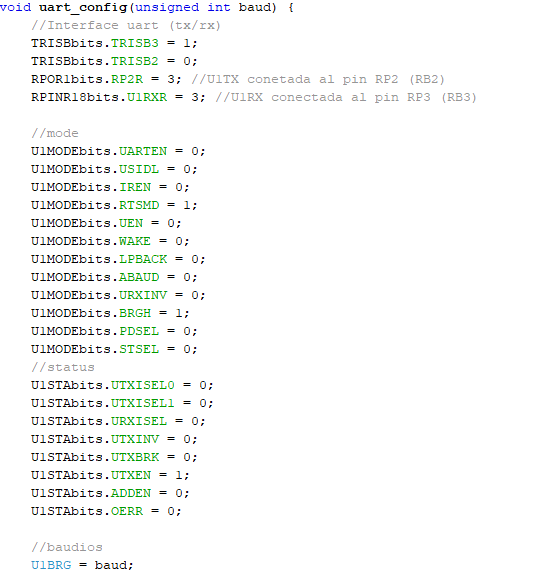 void uart_config(unsigned int baud) {
//Interface uart (tx/rx)
TRISBbits.TRISB3 = 1;
TRISBbits.TRISB2 = 0;
RPOR1bits.RP2R = 3; //U1TX conetada al pin RP2 (RB2)
RPINR18bits.U1RXR = 3; //U1RX conectada al pin RP3 (RB3)
//mode
U1MODEbits.UARTEN = 0;
U1MODEbits.USIDL = 0;
U1MODEbits.IREN = 0;
U1MODEbits.RTSMD = 1;
U1MODEbits.UEN = 0;
U1MODEbits.WAKE = 0;
U1MODEbits.LPBACK = 0;
U1MODEbits.ABAUD = 0;
U1MODEbits.URXINV = 0;
U1MODEbits.BRGH = 1;
U1MODEbits.PDSEL = 0;
U1MODEbits.STSEL = 0;
//status
U1STAbits.UTXISEL0 = 0;
U1STAbits.UTXISEL1 = 0;
U1STAbits.URXISEL = 0;
U1STAbits.UTXINV = 0;
U1STAbits.UTXBRK = 0;
U1STAbits.UTXEN = 1;
U1STAbits.ADDEN = 0;
U1STAbits.OERR = 0;
//baudios
U1BRG = baud;